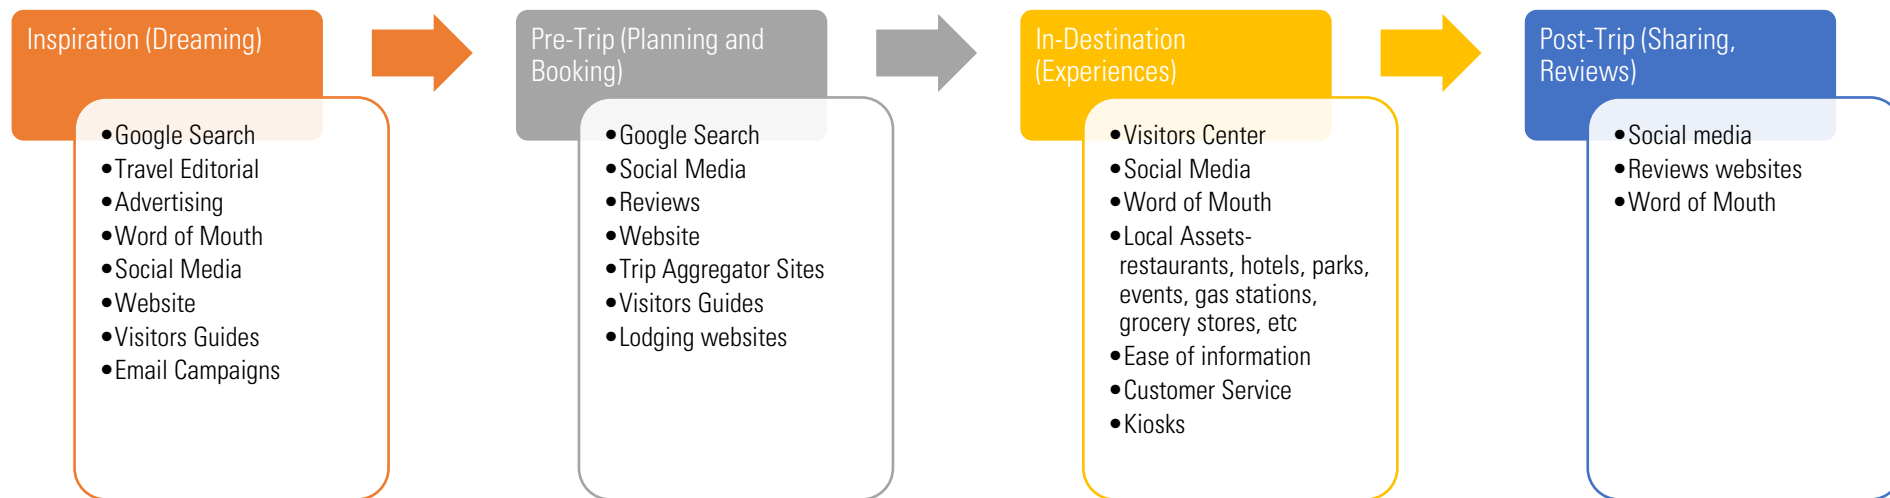 Inspiration (Dreaming)
•Google Search
•Travel Editorial
•Advertising
•Word of Mouth
•Social Media
•Website
•Visitors Guides
•Email Campaigns
Pre-Trip (Planning and
Booking)
•Google Search
•Social Media
•Reviews
•Website
•Trip Aggregator Sites
•Visitors Guides
•Lodging websites
In-Destination
(Experiences)
•Visitors Center
•Social Media
•Word of Mouth
•Local Assets-
restaurants, hotels, parks,
events, gas stations,
grocery stores, etc
•Ease of information
•Customer Service
•Kiosks
Post-Trip (Sharing,
Reviews)
•Social media
•Reviews websites
•Word of Mouth